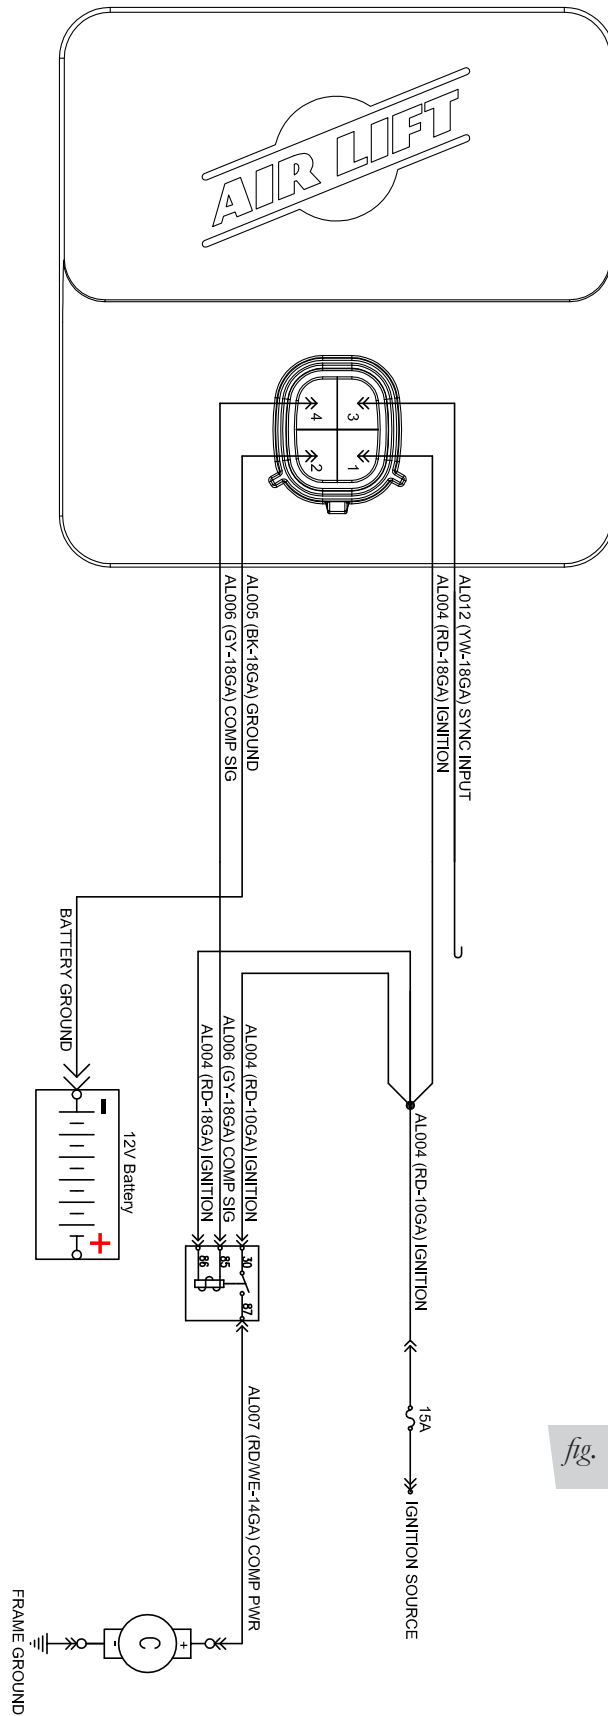 AIR LIFT
3
4
1
2
AL012 (YW-18GA) SYNC INPUT
AL004 (RD-18GA) IGNITION
AL005 (BK-18GA) GROUND
AL006 (GY-18GA) COMP SIG
BATTERY GROUND
-
+
12V Battery
AL004 (RD-10GA) IGNITION
AL006 (GY-18GA) COMP SIG
AL004 (RD-18GA) IGNITION
30
85
86
87
AL004 (RD-10GA) IGNITION
15A
IGNITION SOURCE
AL007 (RD/WE-14GA) COMP PWR
C
+
-
FRAME GROUND
fig.